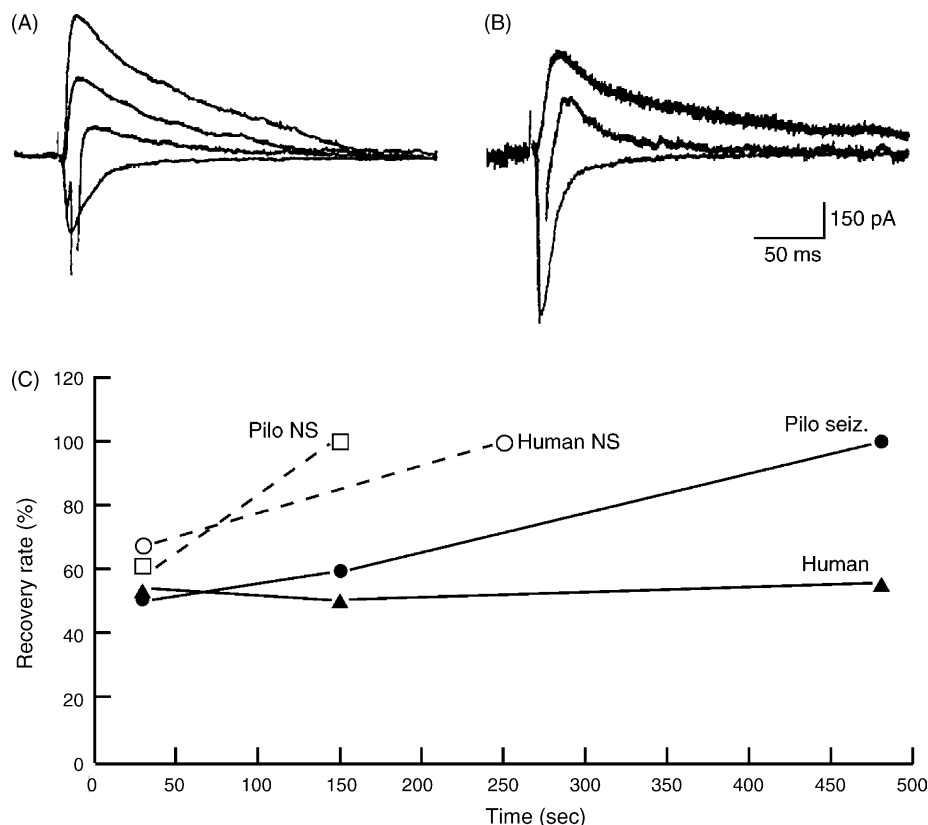 (A)
(B)
150 pA
50 ms
(C)
120
100
80
60
40
20
0
Recovery rate (%)
Pilo NS
Human NS
Pilo seiz.
Human
0 50 100 150 200 250 300 350 400 450 500
Time (sec)